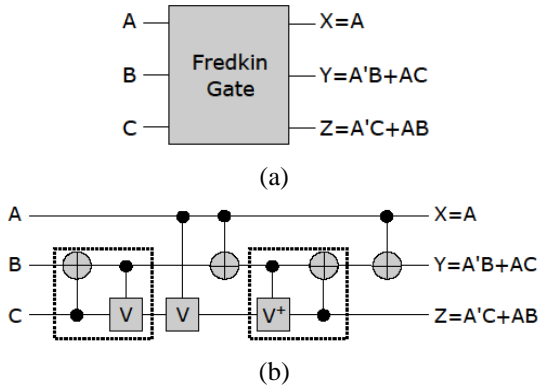 A X=A
Fredkin
B Y=A'B+AC
Gate
C Z=A'C+AB
(a)
A X=A
B Y=A'B+AC
C V V V+ Z=A'C+AB
(b)